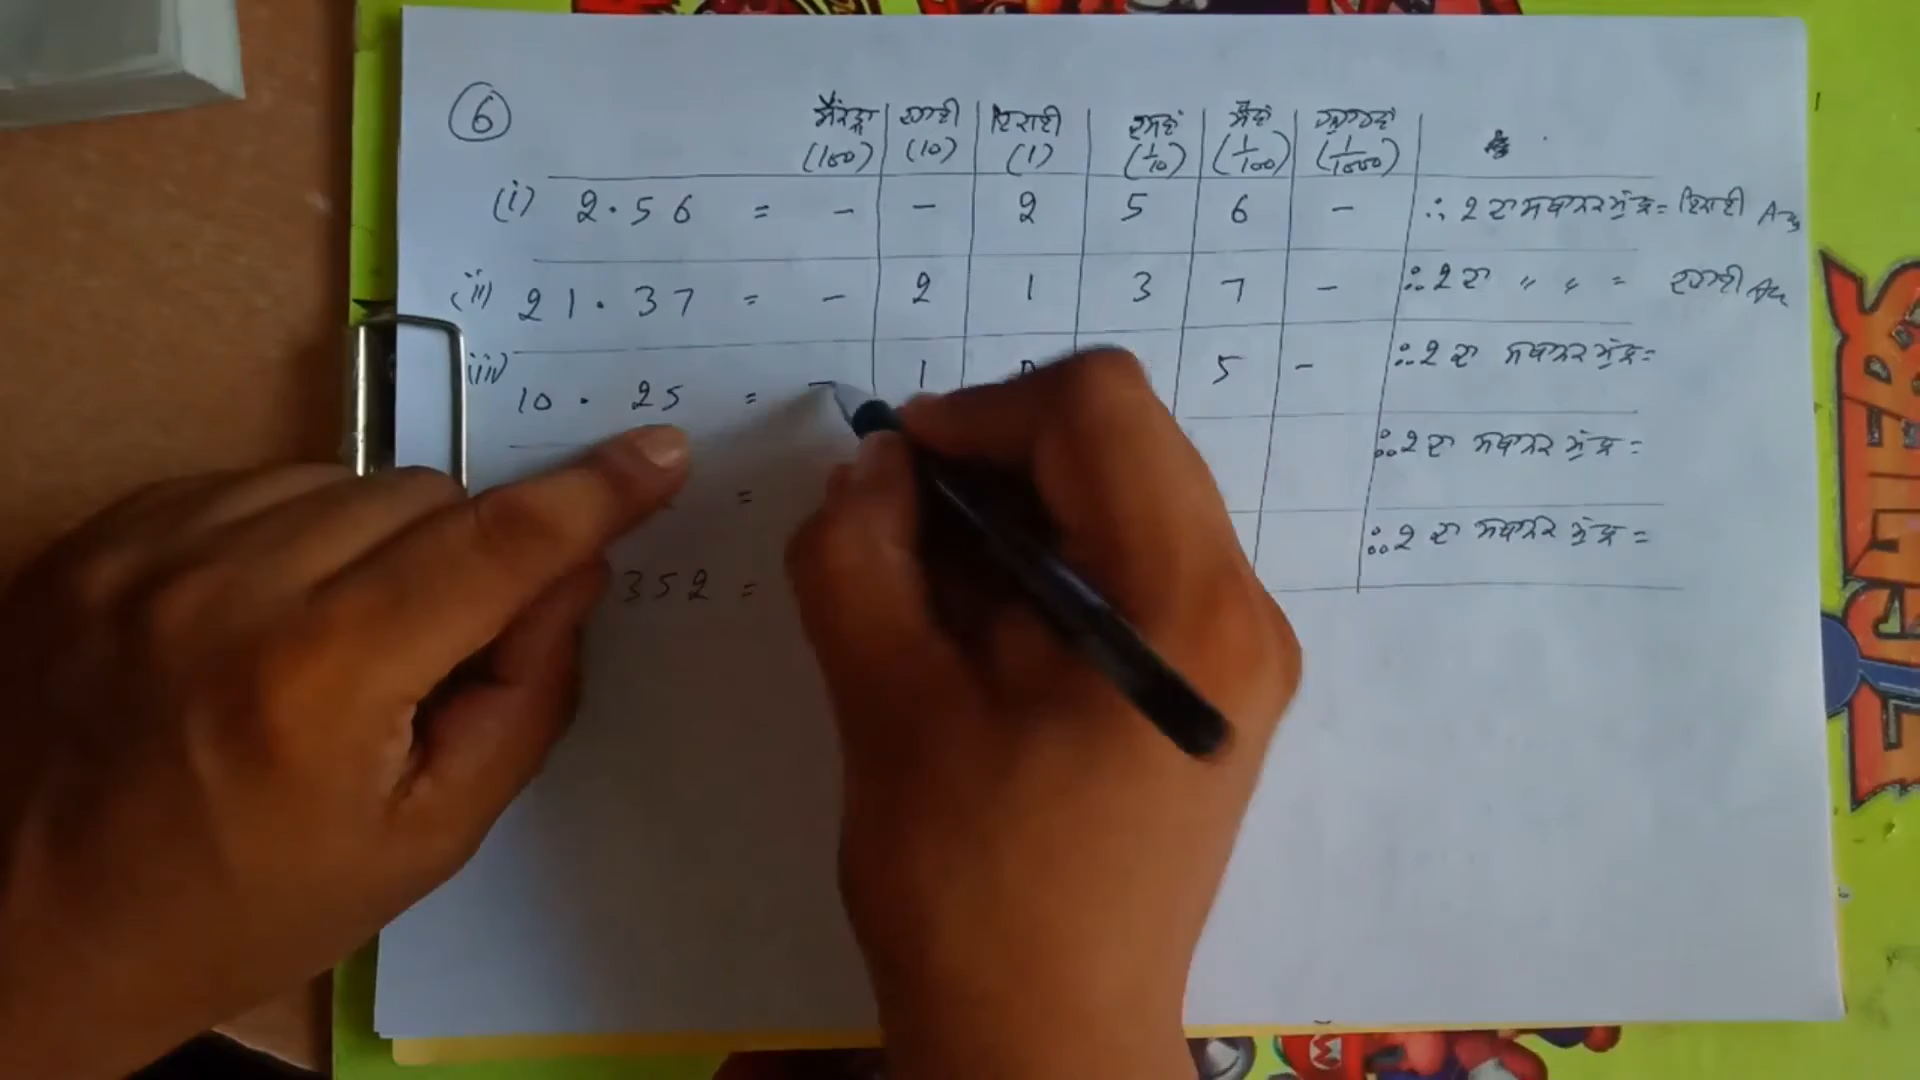 6
ਸੈਂਕੜਾ ਦਹਾਈ ਇਕਾਈ ਦਸਵਾਂ ਸੌਵਾਂ ਹਜ਼ਾਰਵਾਂ
(100) (10) (1) (1/10) (1/100) (1/1000)
(i) 2.56 = - - 2 5 6 - ∴ 2 ਦਾ ਸਥਾਨਕ ਮੁੱਲ = ਇਕਾਈ Ans
(ii) 21.37 = - 2 1 3 7 - ∴ 2 ਦਾ " " = ਦਹਾਈ Ans
(iii) 10.25 = - 1 5 - ∴ 2 ਦਾ ਸਥਾਨਕ ਮੁੱਲ =
= ∴ 2 ਦਾ ਸਥਾਨਕ ਮੁੱਲ =
352 = ∴ 2 ਦਾ ਸਥਾਨਕ ਮੁੱਲ =